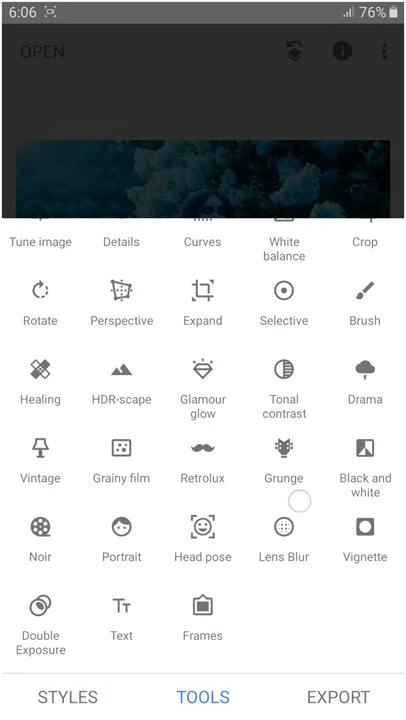 6:06 76%
OPEN
Tune image Details Curves White balance Crop
Rotate Perspective Expand Selective Brush
Healing HDR-scape Glamour glow Tonal contrast Drama
Vintage Grainy film Retrolux Grunge Black and white
Noir Portrait Head pose Lens Blur Vignette
Double Exposure Text Frames
STYLES TOOLS EXPORT